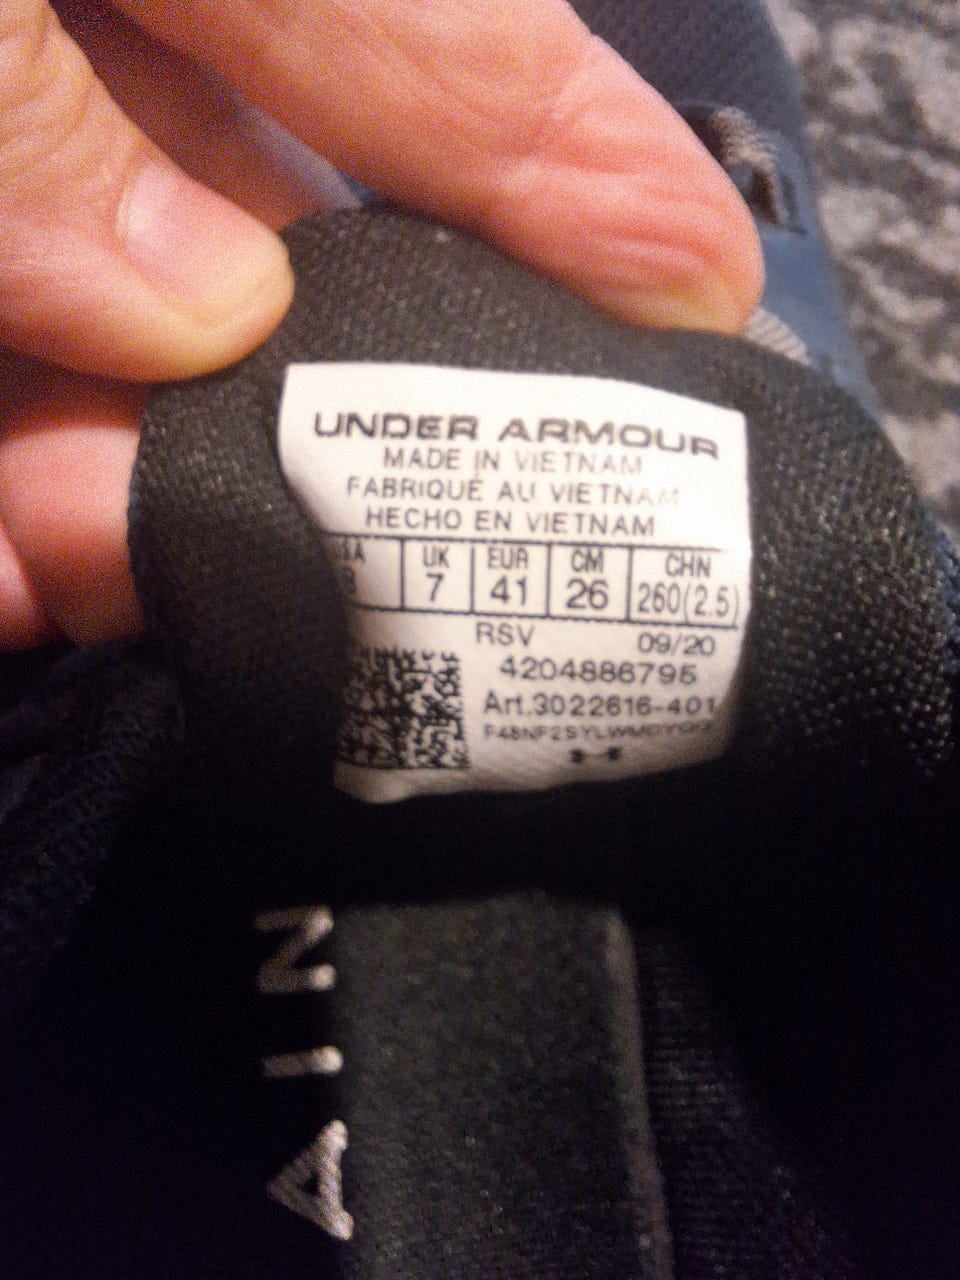 UNDER ARMOUR
MADE IN VIETNAM
FABRIQUÉ AU VIETNAM
HECHO EN VIETNAM
UK EUR CM CHN
7 41 26 260(2.5)
RSV 09/20
4204886795
Art.3022616-401
AIN